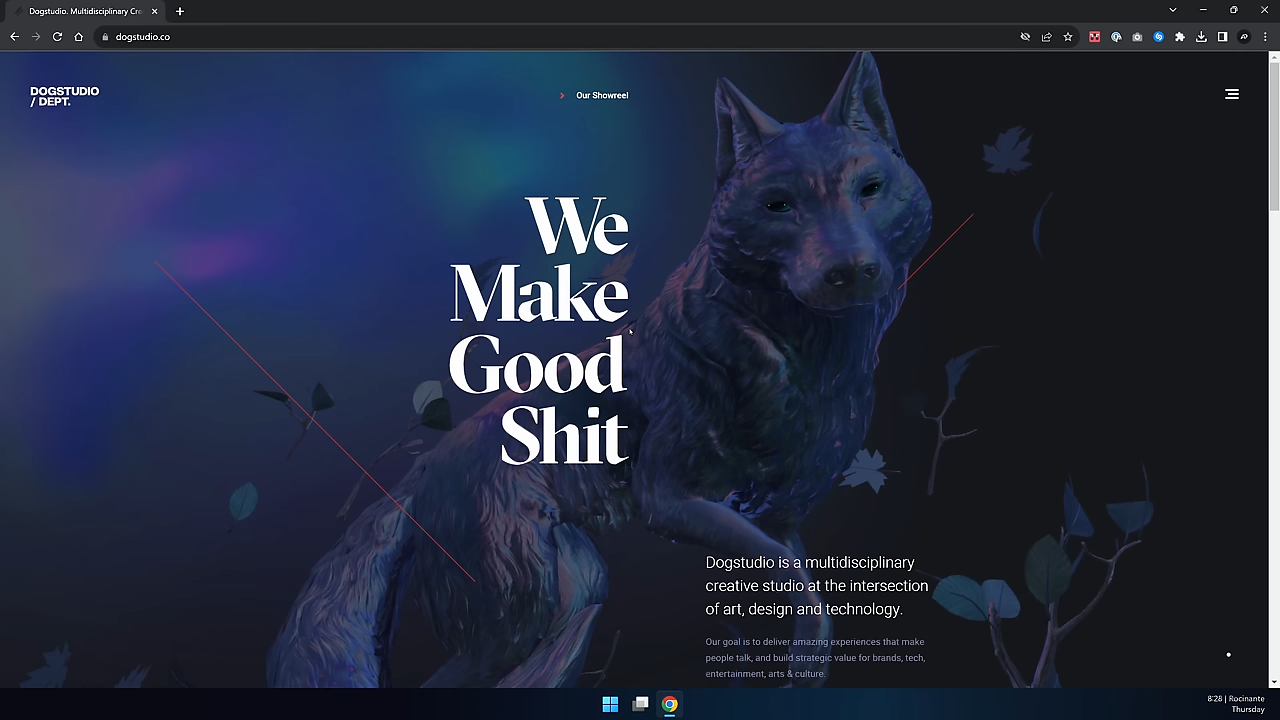 Dogstudio. Multidisciplinary Cre
dogstudio.co
DOGSTUDIO
/ DEPT.
Our Showreel
We
Make
Good
Shit
Dogstudio is a multidisciplinary
creative studio at the intersection
of art, design and technology.
Our goal is to deliver amazing experiences that make
people talk, and build strategic value for brands, tech,
entertainment, arts & culture.
8:28 | Rocinante
Thursday